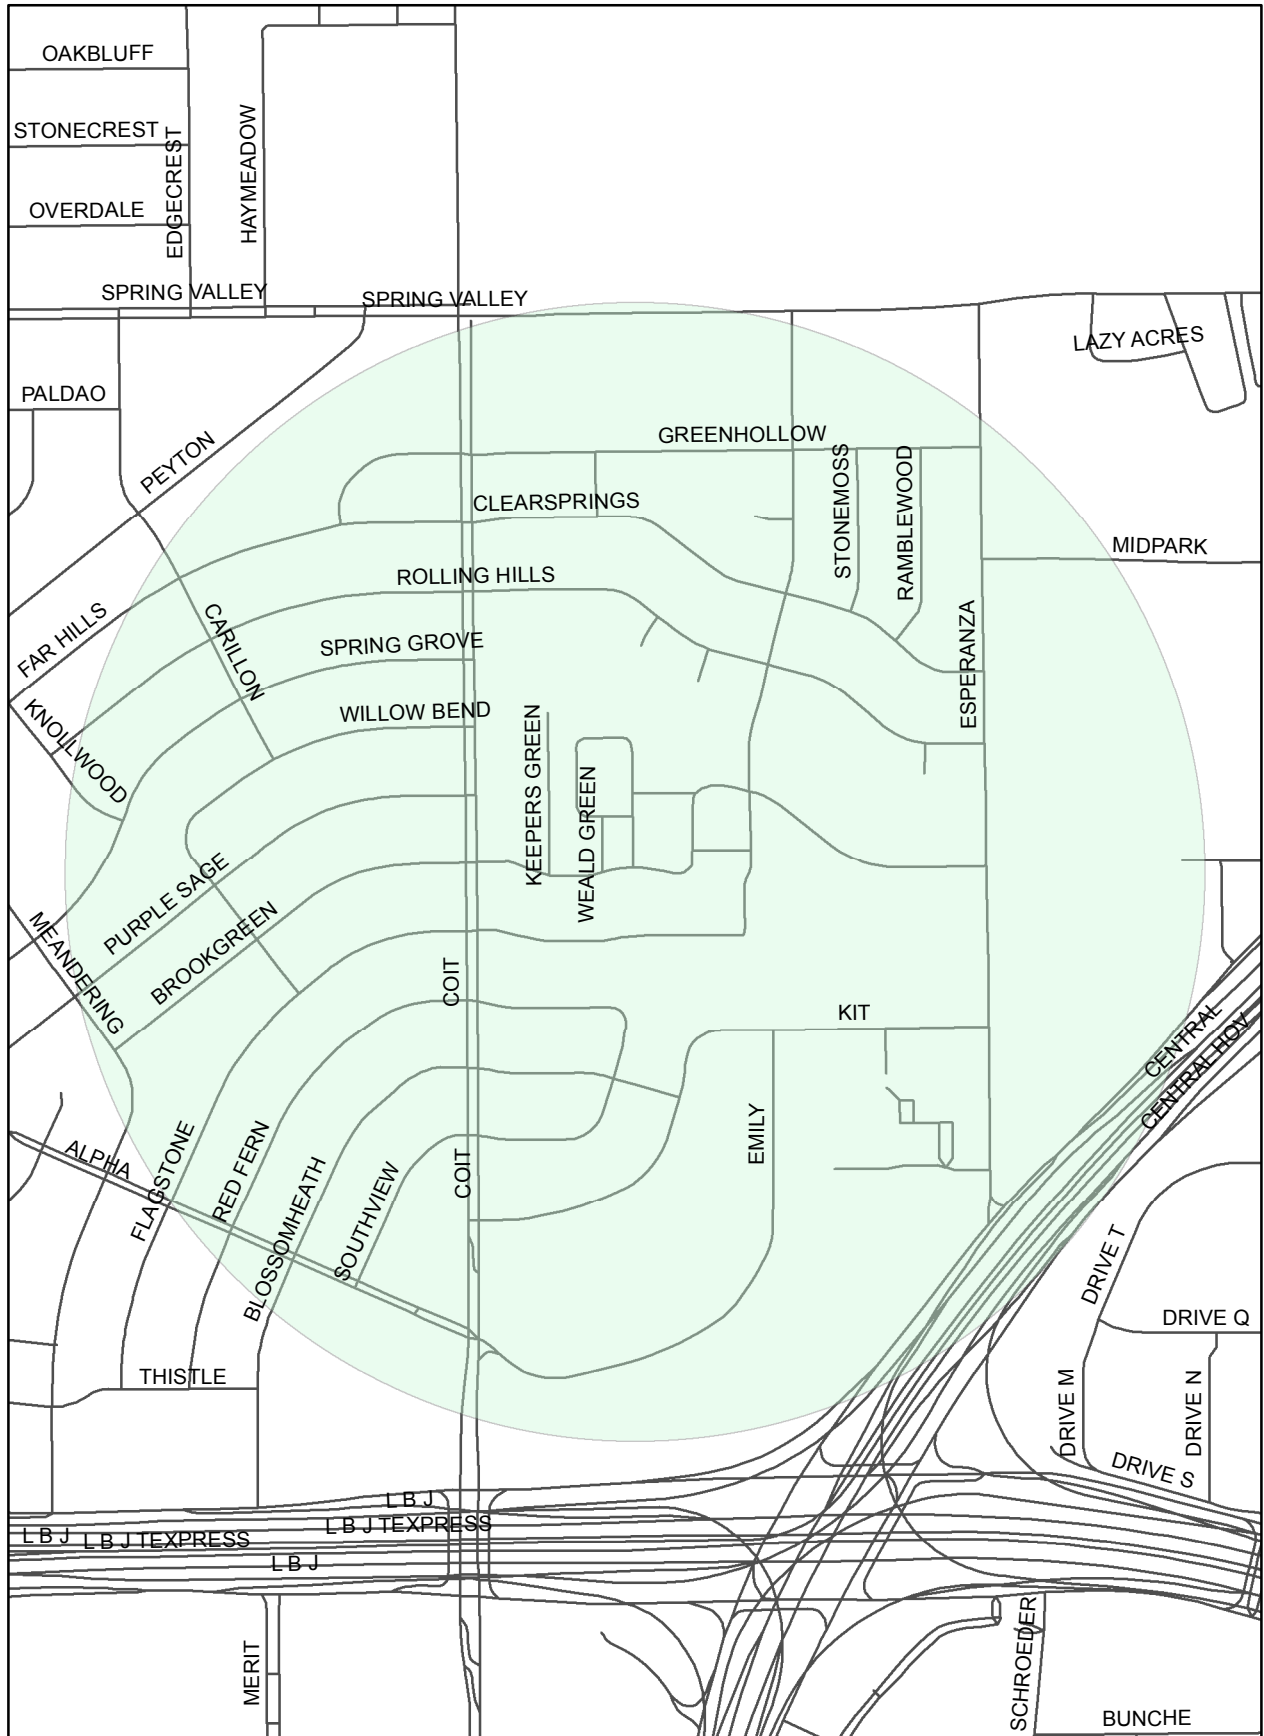 OAKBLUFF
STONECREST
EDGECREST
HAYMEADOW
OVERDALE
SPRING VALLEY
SPRING VALLEY
LAZY ACRES
PALDAO
PEYTON
GREENHOLLOW
STONEMOSS
RAMBLEWOOD
CLEARSPRINGS
MIDPARK
ROLLING HILLS
FAR HILLS
CARILLON
SPRING GROVE
ESPERANZA
KNOLLWOOD
WILLOW BEND
KEEPERS GREEN
WEALD GREEN
PURPLE SAGE
BROOKGREEN
MEANDERING
COIT
KIT
CENTRAL
CENTRAL HOV
EMILY
ALPHA
FLAGSTONE
RED FERN
BLOSSOMHEATH
SOUTHVIEW
COIT
DRIVE T
DRIVE Q
THISTLE
DRIVE M
DRIVE N
DRIVE S
L B J
L B J TEXPRESS
L B J
L B J TEXPRESS
L B J
MERIT
SCHROEDER
BUNCHE